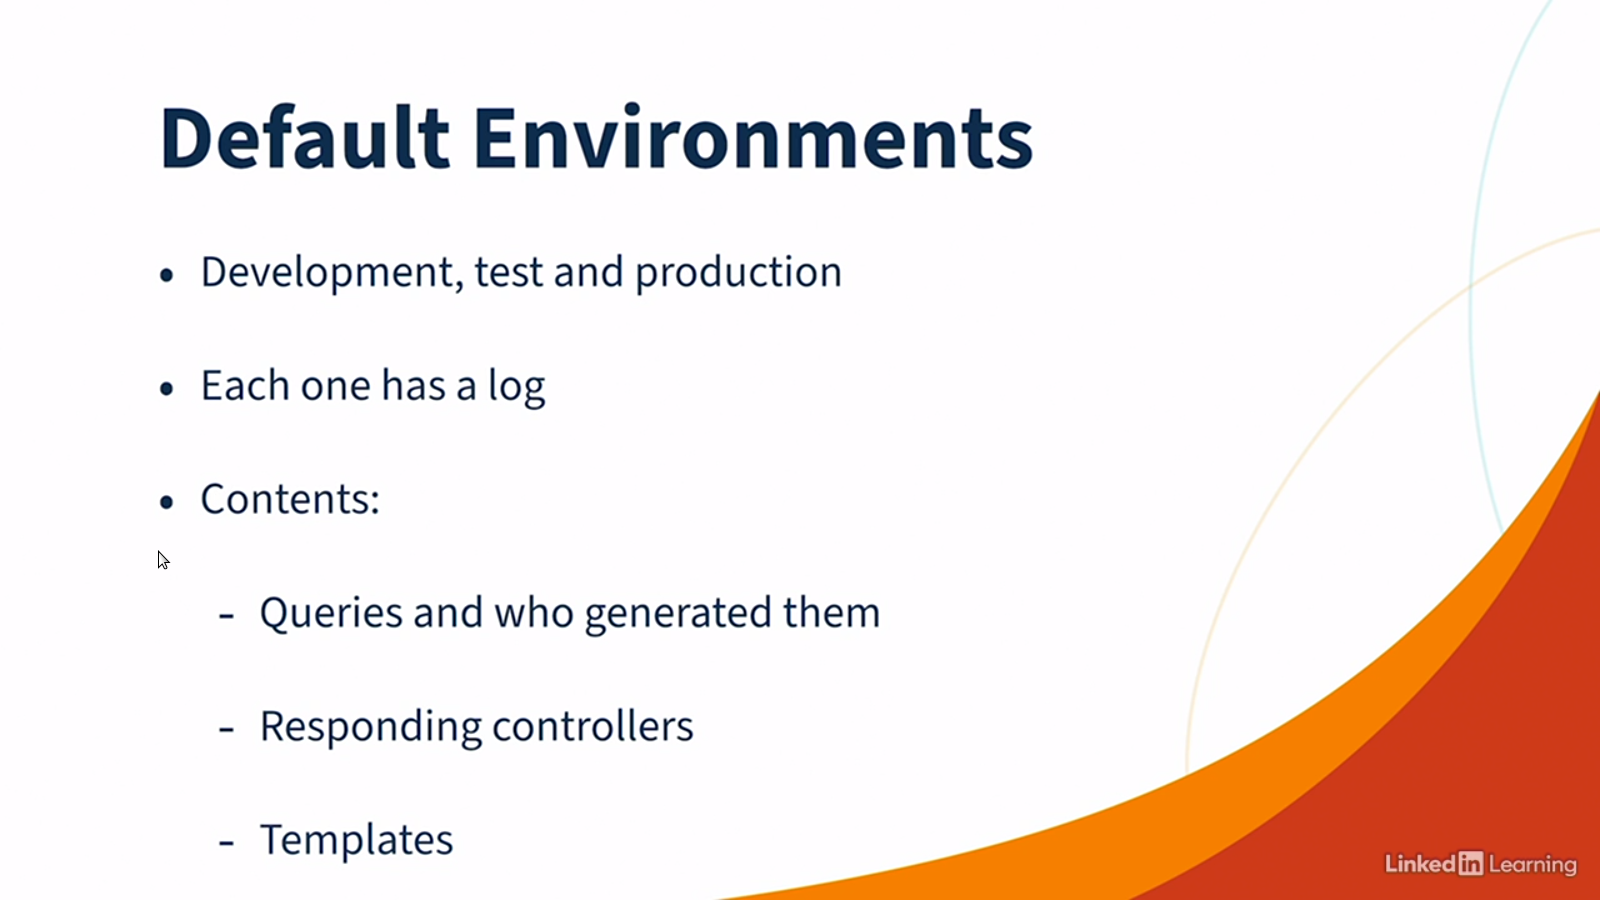 Default Environments
• Development, test and production
• Each one has a log
• Contents:
- Queries and who generated them
- Responding controllers
- Templates
Linked in Learning